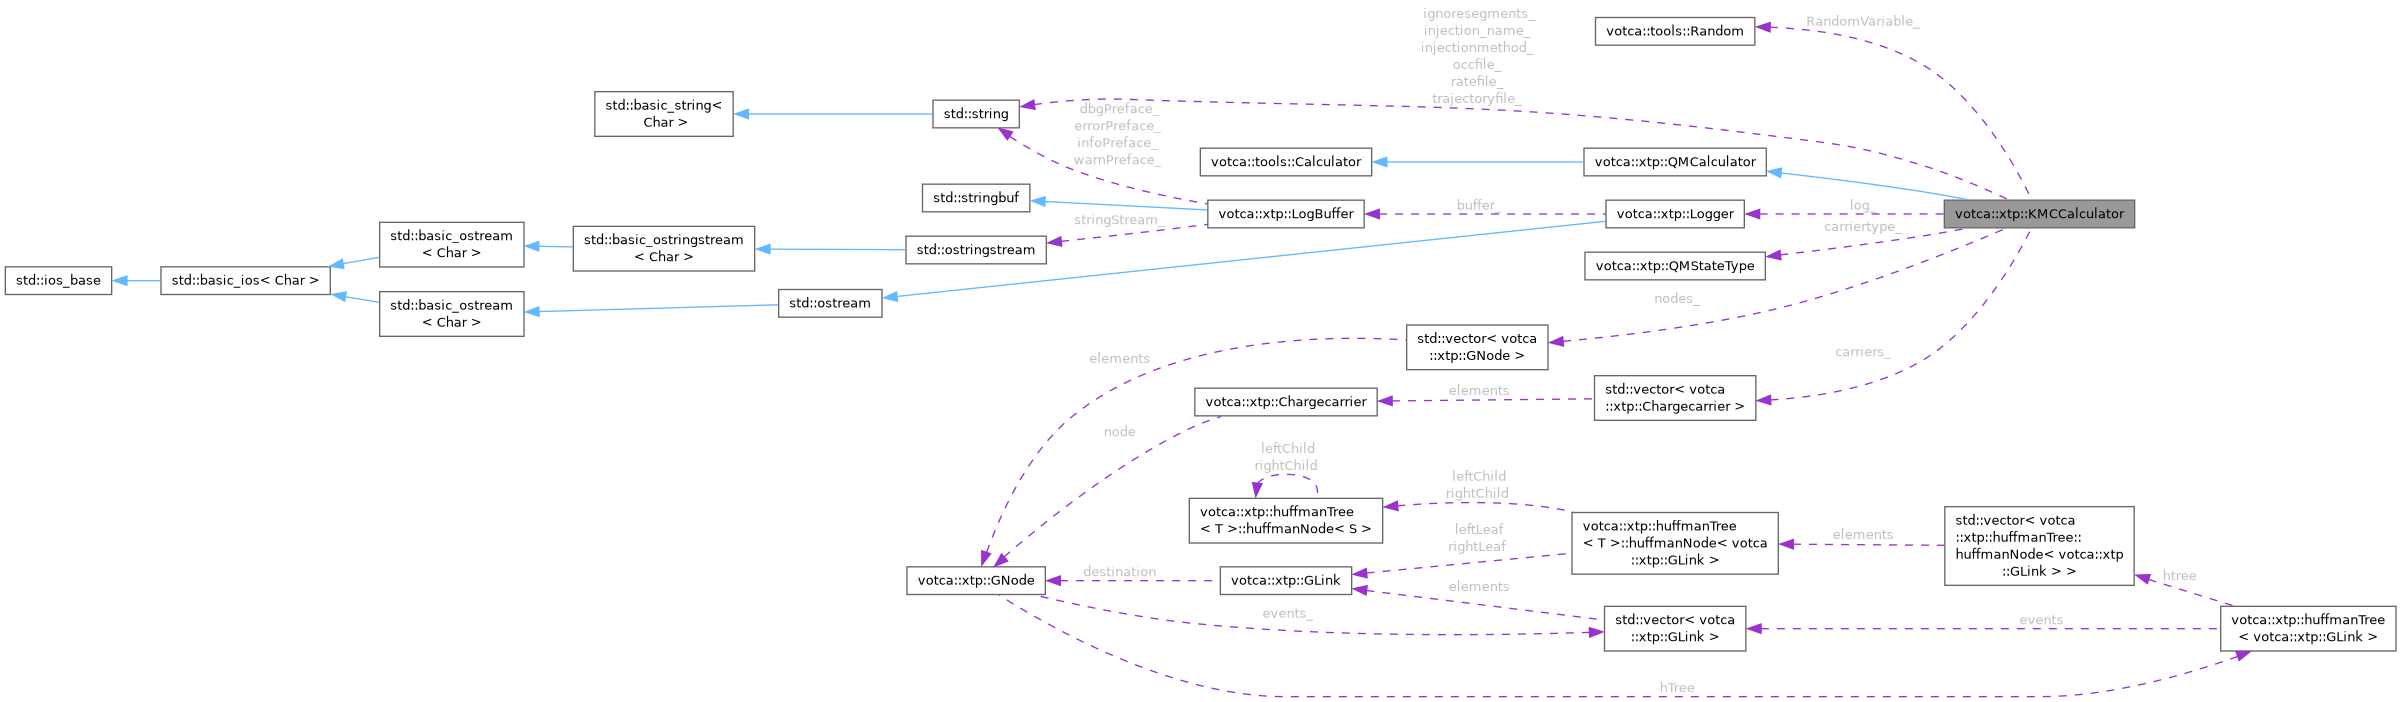 ignoresegments_
injection_name_
injectionmethod_
occfile_
ratefile_
trajectoryfile_
votca::tools::Random
RandomVariable_
std::basic_string<
Char >
std::string
dbgPreface_
errorPreface_
infoPreface_
warnPreface_
votca::tools::Calculator
votca::xtp::QMCalculator
std::stringbuf
votca::xtp::LogBuffer
buffer_
votca::xtp::Logger
log_
votca::xtp::KMCCalculator
stringStream_
carriertype_
std::basic_ostream
< Char >
std::basic_ostringstream
< Char >
std::ostringstream
votca::xtp::QMStateType
std::ios_base
std::basic_ios< Char >
std::basic_ostream
< Char >
std::ostream
nodes_
std::vector< votca
::xtp::GNode >
elements
carriers_
std::vector< votca
::xtp::Chargecarrier >
elements
votca::xtp::Chargecarrier
node
leftChild
rightChild
votca::xtp::huffmanTree
< T >::huffmanNode< S >
leftChild
rightChild
votca::xtp::huffmanTree
< T >::huffmanNode< votca
::xtp::GLink >
leftLeaf
rightLeaf
elements
std::vector< votca
::xtp::huffmanTree::
huffmanNode< votca::xtp
::GLink > >
htree
votca::xtp::GNode
destination
votca::xtp::GLink
elements
events_
std::vector< votca
::xtp::GLink >
events
votca::xtp::huffmanTree
< votca::xtp::GLink >
hTree